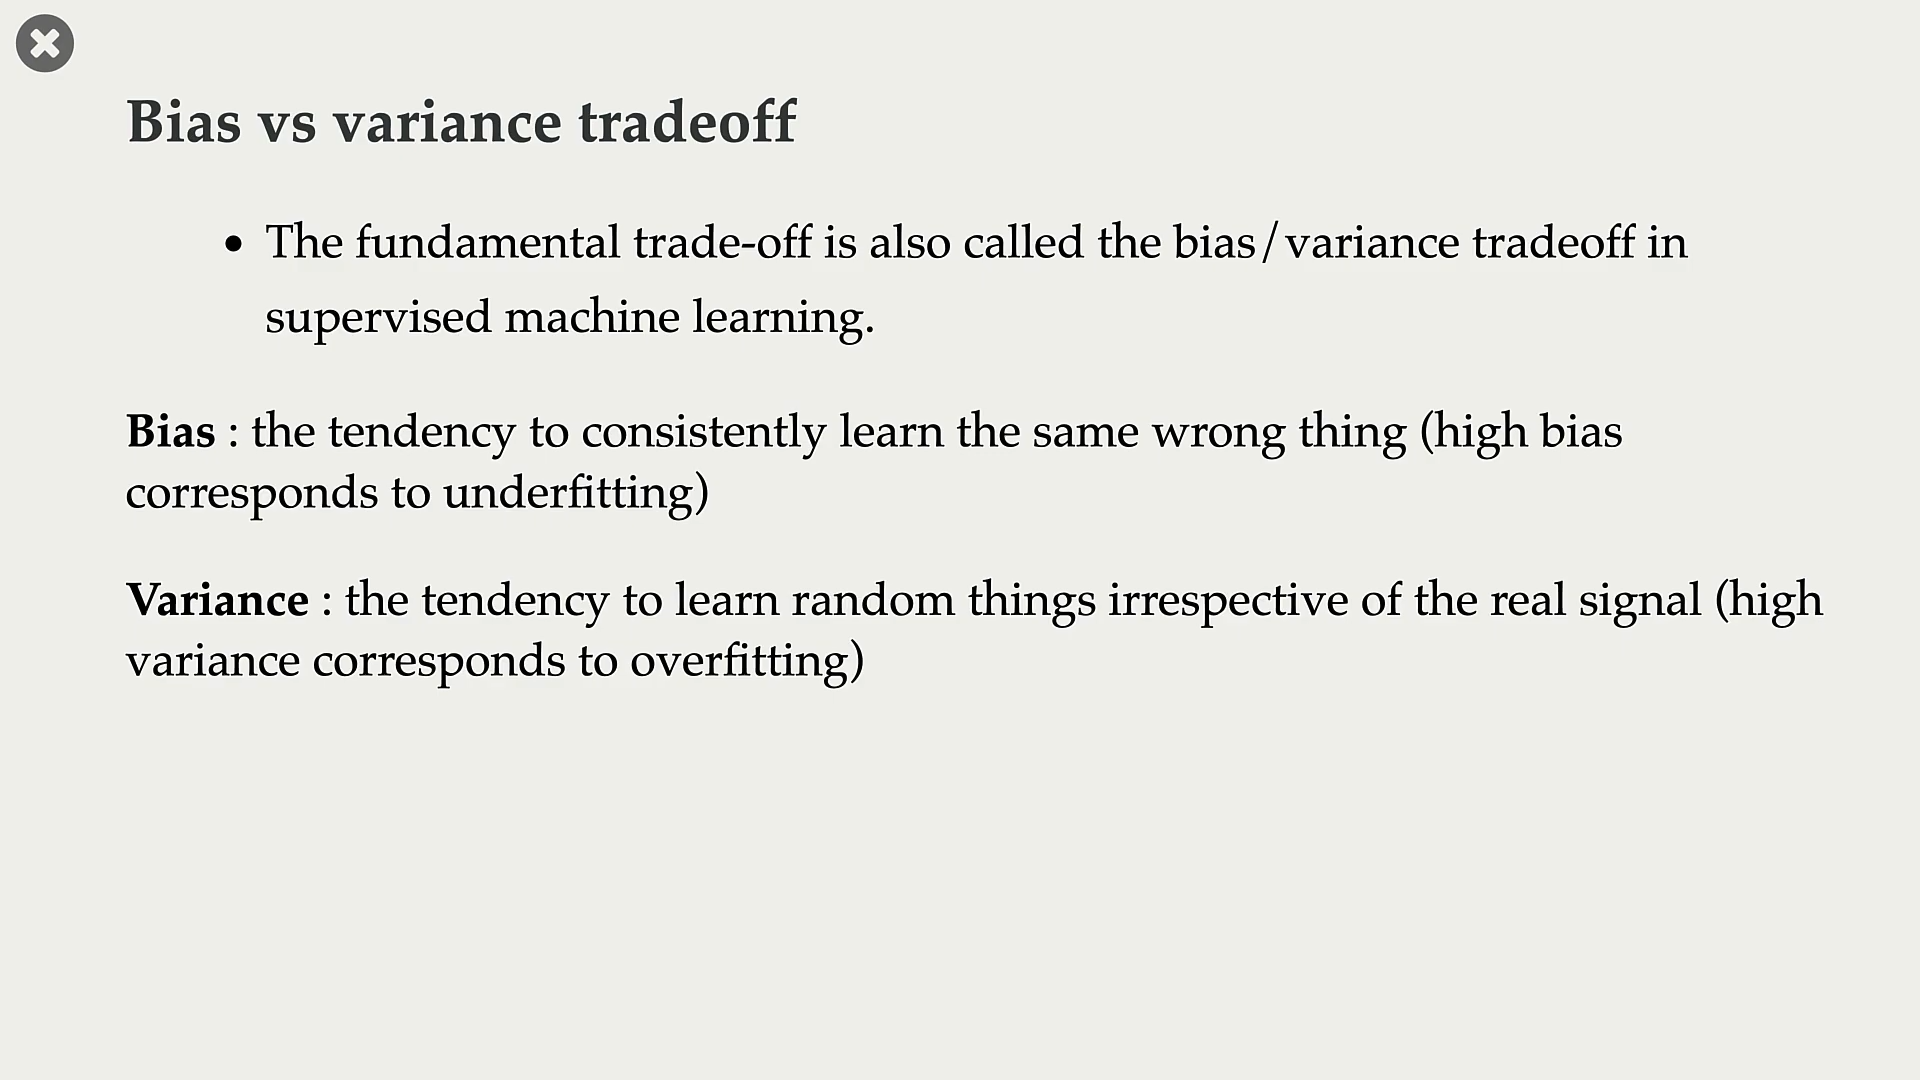 Bias vs variance tradeoff
• The fundamental trade-off is also called the bias/variance tradeoff in
supervised machine learning.
Bias : the tendency to consistently learn the same wrong thing (high bias
corresponds to underfitting)
Variance : the tendency to learn random things irrespective of the real signal (high
variance corresponds to overfitting)